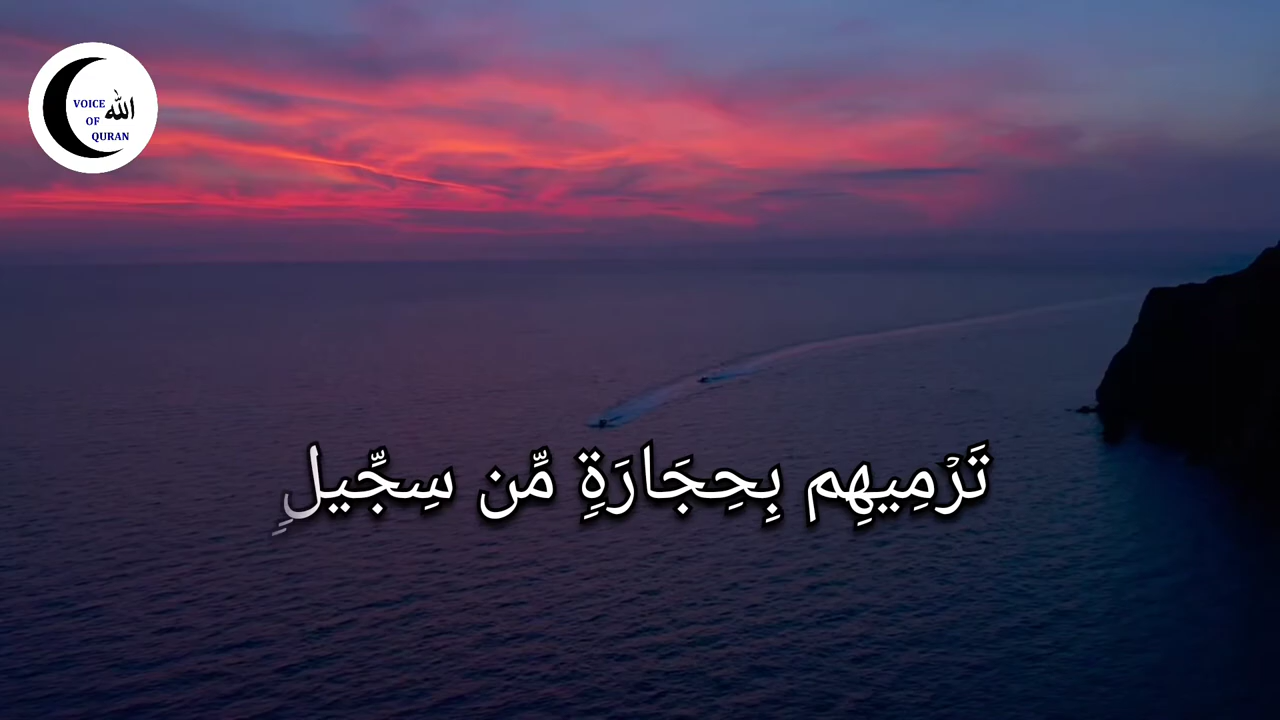 VOICE الله
OF
QURAN
تَرۡمِيهِم بِحِجَارَةٖ مِّن سِجِّيلٖ